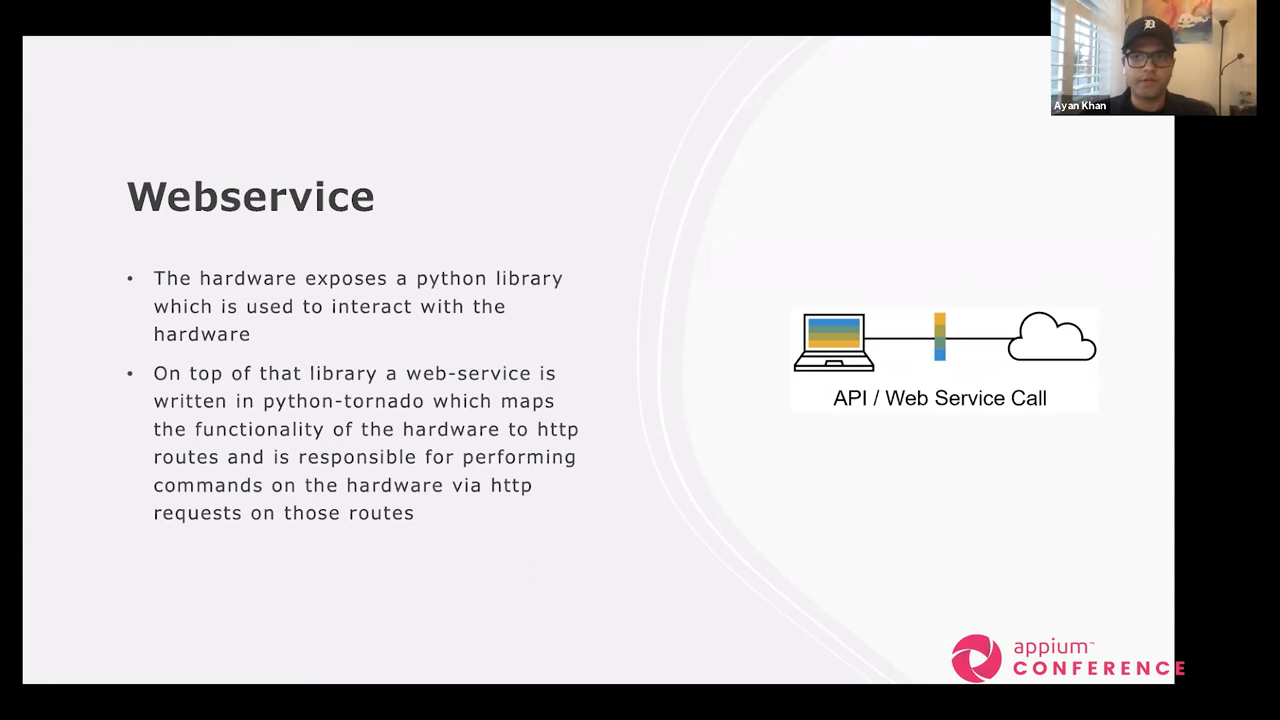 Ayan Khan
Webservice
• The hardware exposes a python library
which is used to interact with the
hardware
• On top of that library a web-service is
written in python-tornado which maps
the functionality of the hardware to http
routes and is responsible for performing
commands on the hardware via http
requests on those routes
API / Web Service Call
appium™
CONFERENCE